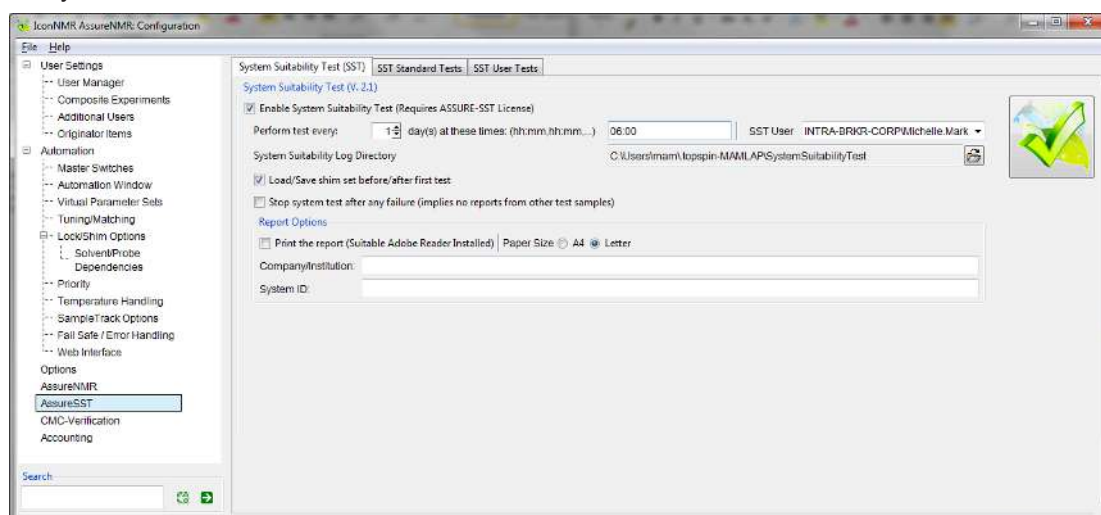 IconNMR AssureNMR: Configuration
File Help
User Settings
User Manager
Composite Experiments
Additional Users
Originator Items
Automation
Master Switches
Automation Window
Virtual Parameter Sets
Tuning/Matching
Lock/Shim Options
Solvent/Probe
Dependencies
Priority
Temperature Handling
SampleTrack Options
Fail Safe / Error Handling
Web Interface
Options
AssureNMR
AssureSST
CMC-Verification
Accounting
Search
System Suitability Test (SST) SST Standard Tests SST User Tests
System Suitability Test (V. 2.1)
Enable System Suitability Test (Requires ASSURE-SST License)
Perform test every: 1 day(s) at these times: (hh:mm,hh:mm,...) 06:00 SST User INTRA-BRKR-CORP\Michelle.Mark
System Suitability Log Directory C:\Users\mam\.topspin-MAMLAP\SystemSuitabilityTest
Load/Save shim set before/after first test
Stop system test after any failure (implies no reports from other test samples)
Report Options
Print the report (Suitable Adobe Reader Installed) Paper Size A4 Letter
Company/Institution:
System ID: